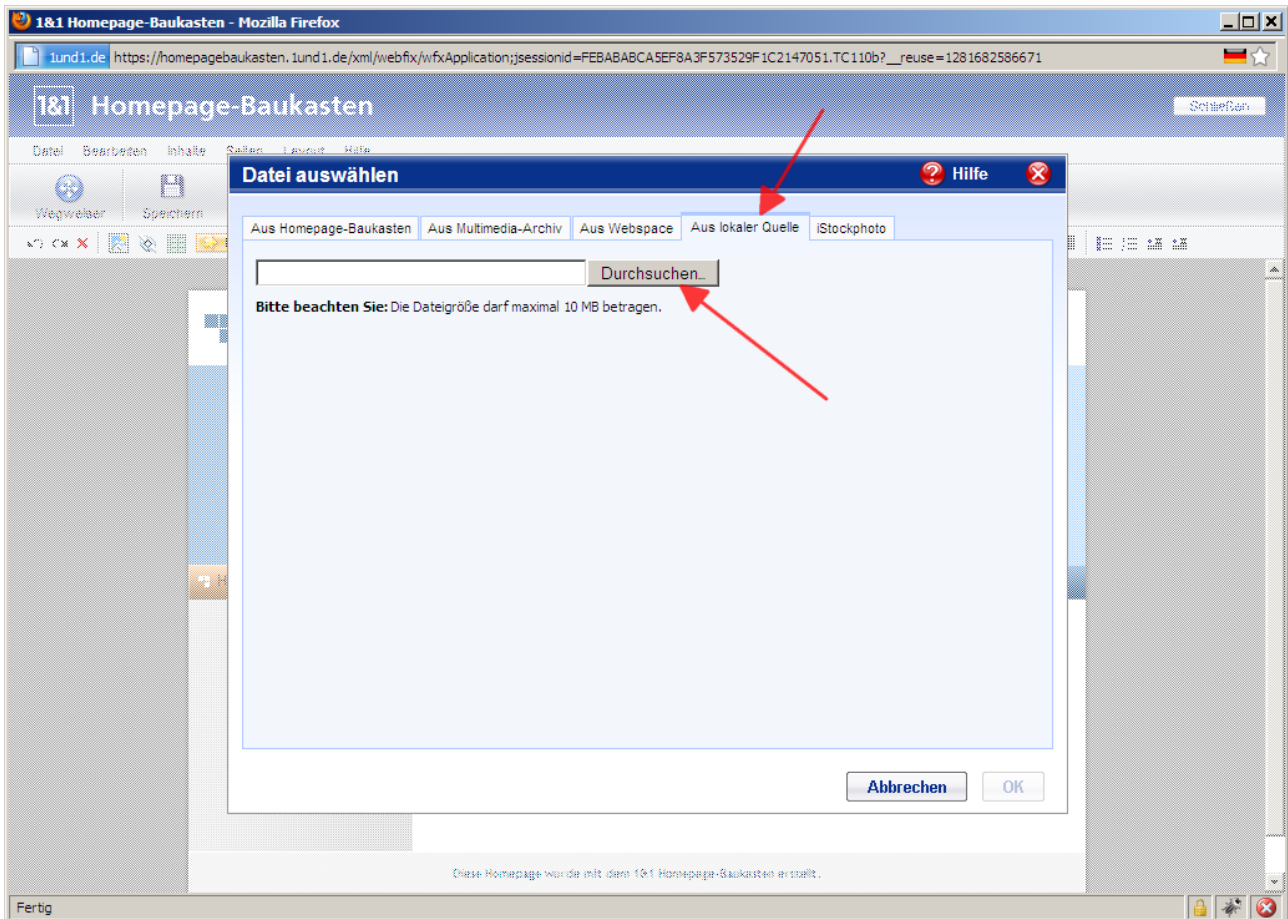 1&1 Homepage-Baukasten - Mozilla Firefox
1und1.de https://homepagebaukasten.1und1.de/xml/webfix/wfxApplication;jsessionid=FEBABABCA5EF8A3F573529F1C2147051.TC110b?__reuse=1281682586671
1&1 Homepage-Baukasten
Schließen
Datei Bearbeiten Inhalte Seiten Layout Hilfe
Datei auswählen
Hilfe
Wegweiser Speichern
Aus Homepage-Baukasten Aus Multimedia-Archiv Aus Webspace Aus lokaler Quelle iStockphoto
Durchsuchen...
Bitte beachten Sie: Die Dateigröße darf maximal 10 MB betragen.
H
Abbrechen OK
Diese Homepage wurde mit dem 1&1 Homepage-Baukasten erstellt.
Fertig